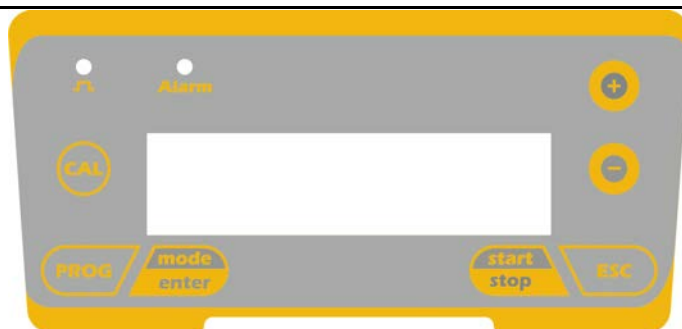 Alarm
+
CAL
-
PROG
mode
enter
start
stop
ESC